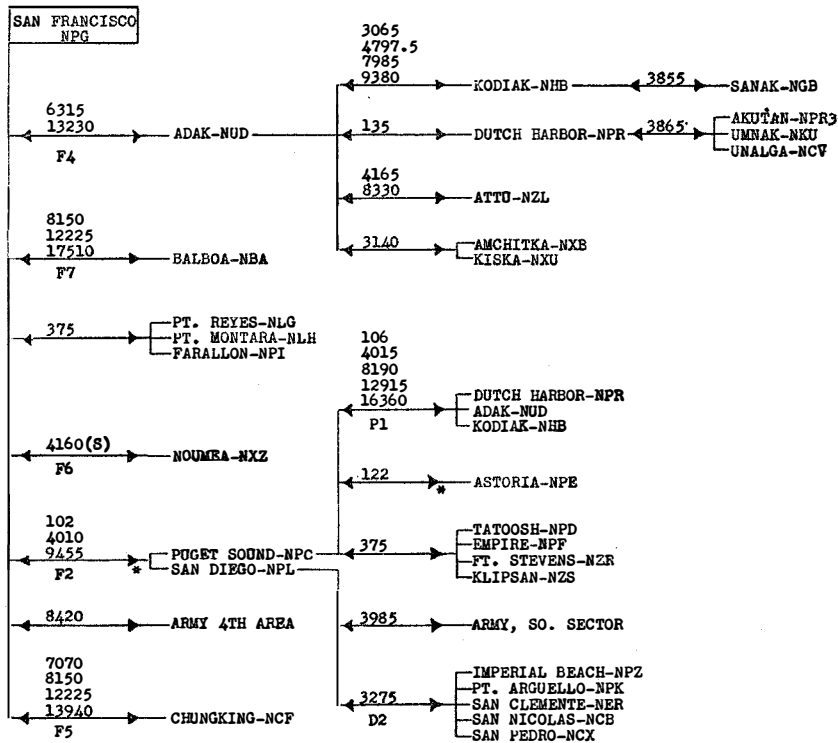 SAN FRANCISCO
NPG
3065
4797.5
7985
9380
KODIAK-NHB
3855
SANAK-NGB
6315
13230
F4
ADAK-NUD
135
DUTCH HARBOR-NPR
3865
AKUTAN-NPR3
UMNAK-NKU
UNALGA-NCV
4165
8330
ATTU-NZL
3140
AMCHITKA-NXB
KISKA-NXU
8150
12225
17510
F7
BALBOA-NBA
375
PT. REYES-NLG
PT. MONTARA-NLH
FARALLON-NPI
106
4015
8190
12915
16360
P1
DUTCH HARBOR-NPR
ADAK-NUD
KODIAK-NHB
4160(S)
F6
NOUMEA-NXZ
122
*
ASTORIA-NPE
102
4010
9455
F2
*
PUGET SOUND-NPC
SAN DIEGO-NPL
375
TATOOSH-NPD
EMPIRE-NPF
FT. STEVENS-NZR
KLIPSAN-NZS
8420
ARMY 4TH AREA
3985
ARMY, SO. SECTOR
7070
8150
12225
13940
F5
CHUNGKING-NCF
3275
D2
IMPERIAL BEACH-NPZ
PT. ARGUELLO-NPK
SAN CLEMENTE-NER
SAN NICOLAS-NCB
SAN PEDRO-NCX